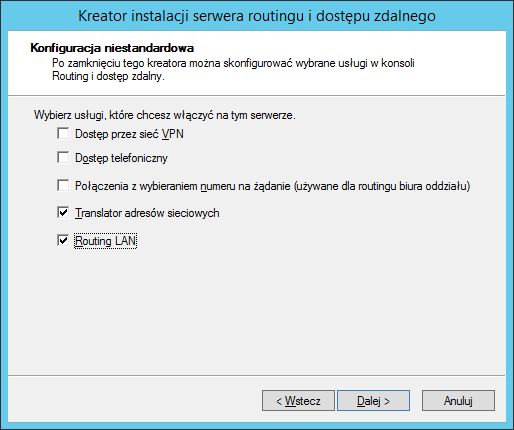 Kreator instalacji serwera routingu i dostępu zdalnego
Konfiguracja niestandardowa
Po zamknięciu tego kreatora można skonfigurować wybrane usługi w konsoli
Routing i dostęp zdalny.
Wybierz usługi, które chcesz włączyć na tym serwerze.
Dostęp przez sieć VPN
Dostęp telefoniczny
Połączenia z wybieraniem numeru na żądanie (używane dla routingu biura oddziału)
Translator adresów sieciowych
Routing LAN
< Wstecz
Dalej >
Anuluj